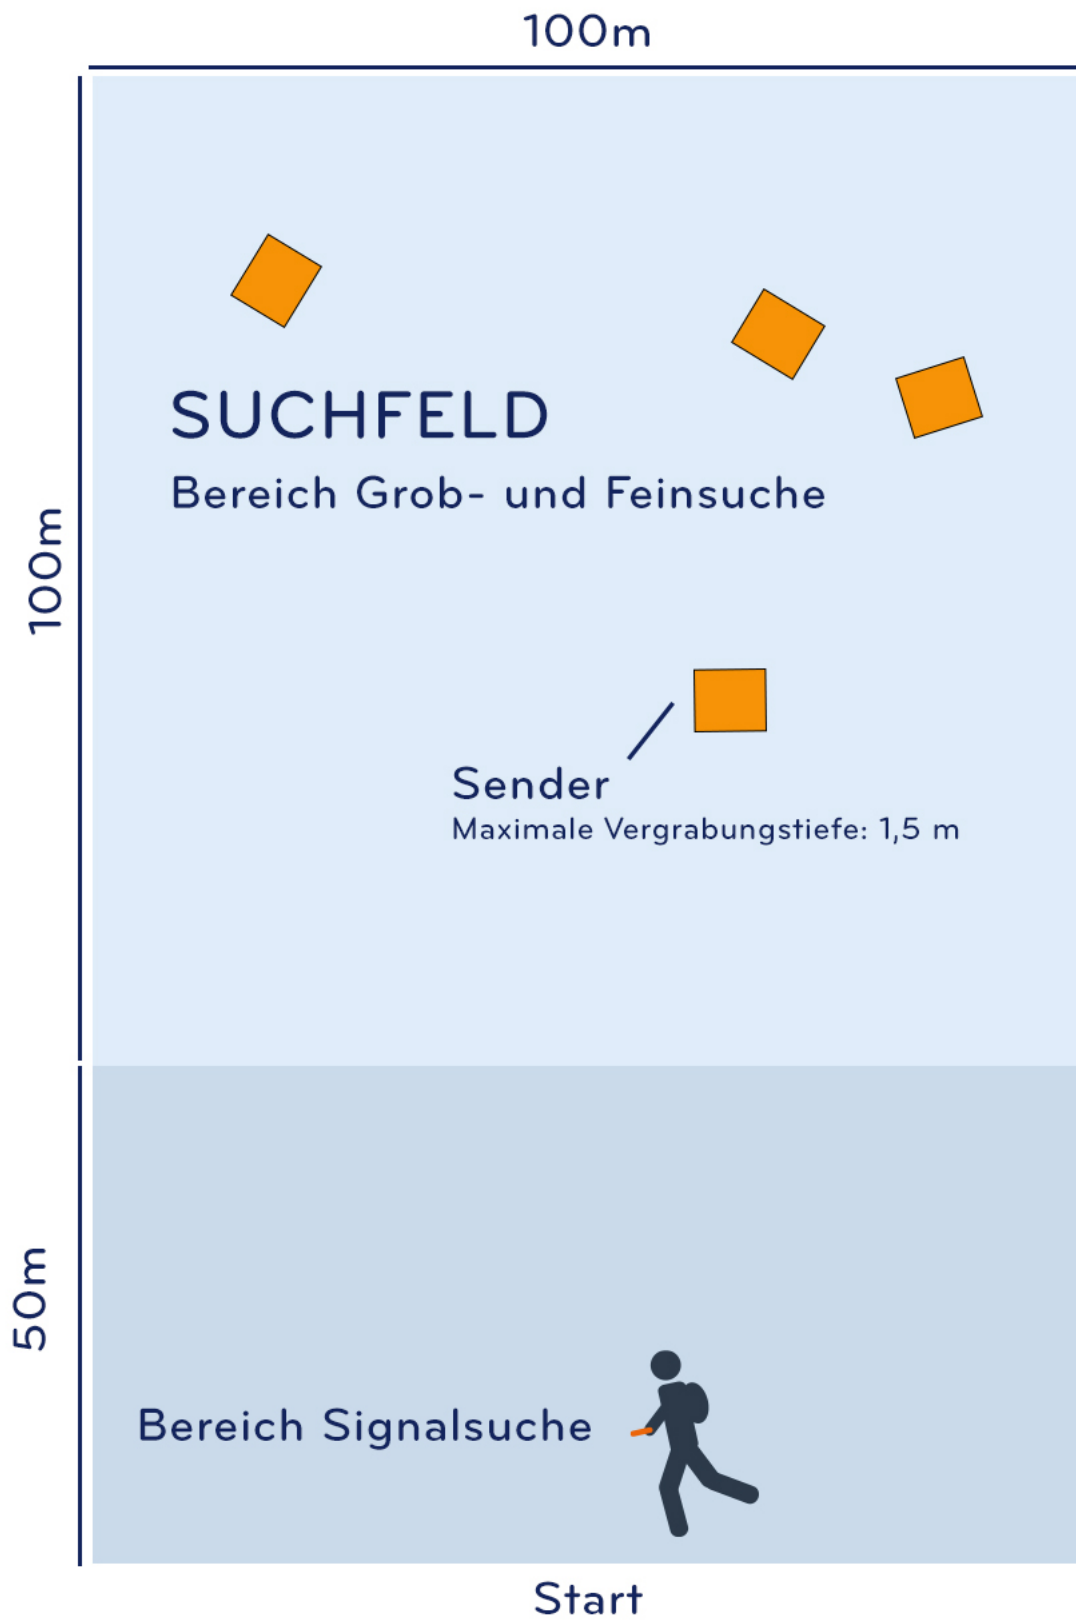 100m
SUCHFELD
Bereich Grob- und Feinsuche
100m
Sender
Maximale Vergrabungstiefe: 1,5 m
50m
Bereich Signalsuche
Start